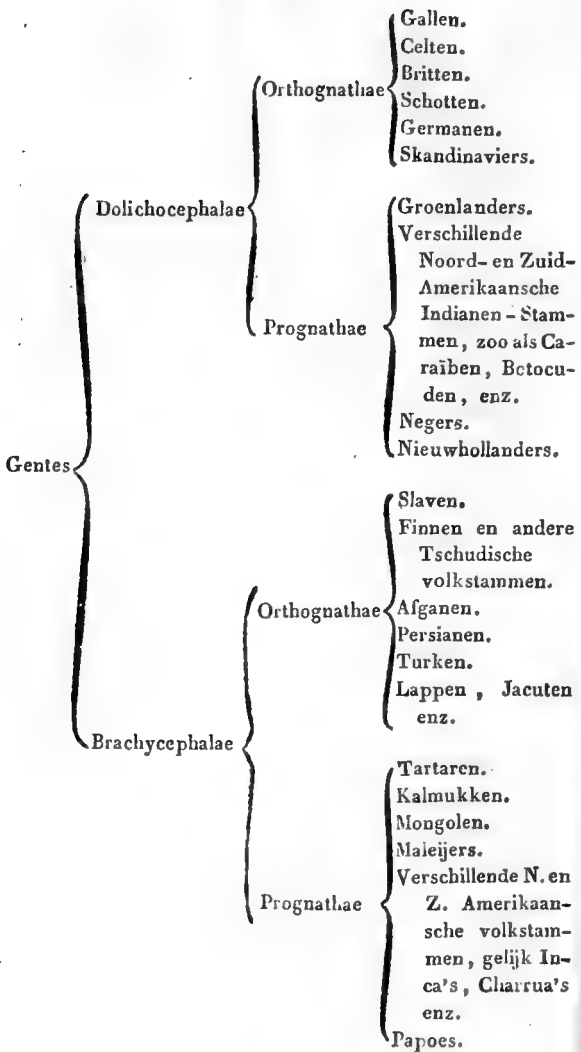 Gallen.
Celten.
Britten.
Orthognathae
Schotten.
Germanen.
Skandinaviers.
Dolichocephalae
Groenlanders.
Verschillende
Noord- en Zuid-
Amerikaansche
Indianen-Stam-
Prognathae
men, zoo als Ca-
raïben, Botocu-
den, enz.
Negers.
Nieuwhollanders.
Gentes
Slaven.
Finnen en andere
Tschudische
volkstammen.
Orthognathae
Afganen.
Persianen.
Turken.
Lappen, Jacuten
enz.
Brachycephalae
Tartaren.
Kalmukken.
Mongolen.
Maleijers.
Verschillende N. en
Prognathae
Z. Amerikaan-
sche volkstam-
men, gelijk In-
ca's, Charrua's
enz.
Papoes.